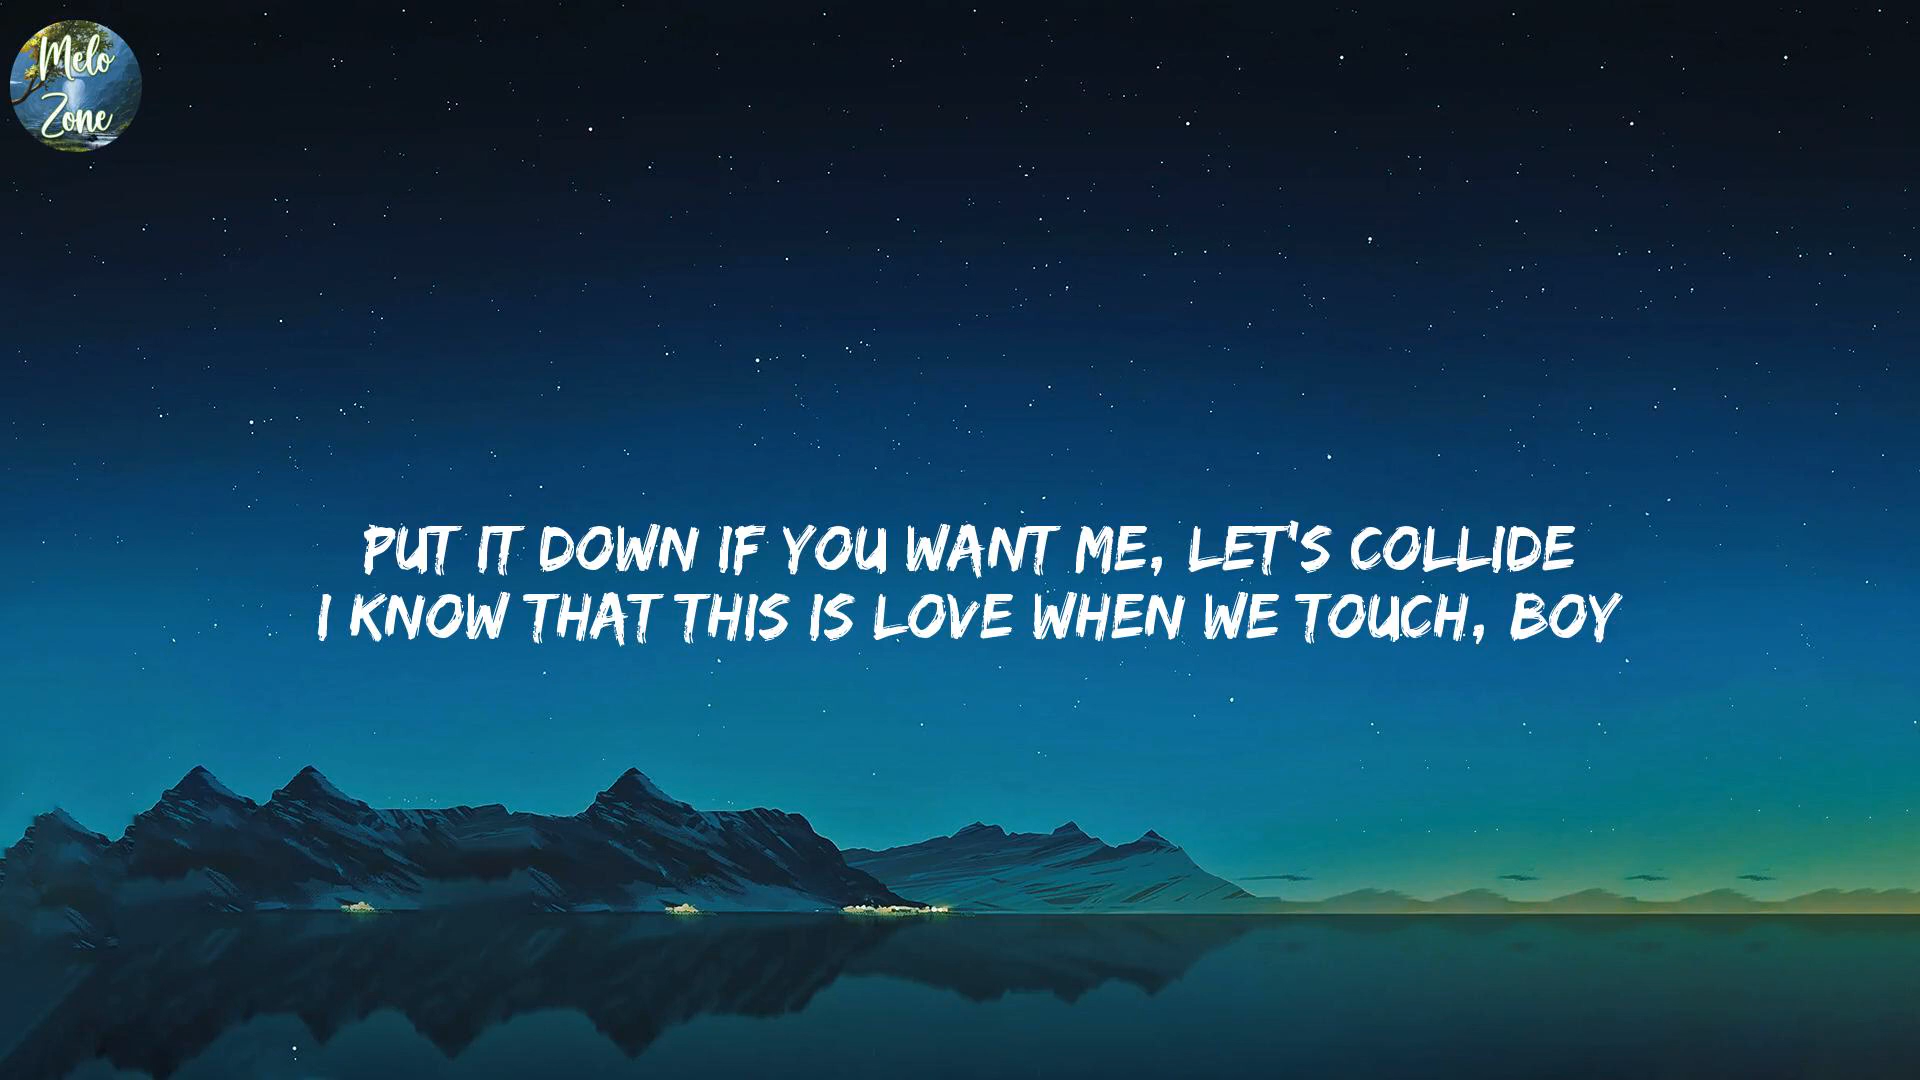 Melo
Zone
PUT IT DOWN IF YOU WANT ME, LET'S COLLIDE
I KNOW THAT THIS IS LOVE WHEN WE TOUCH, BOY